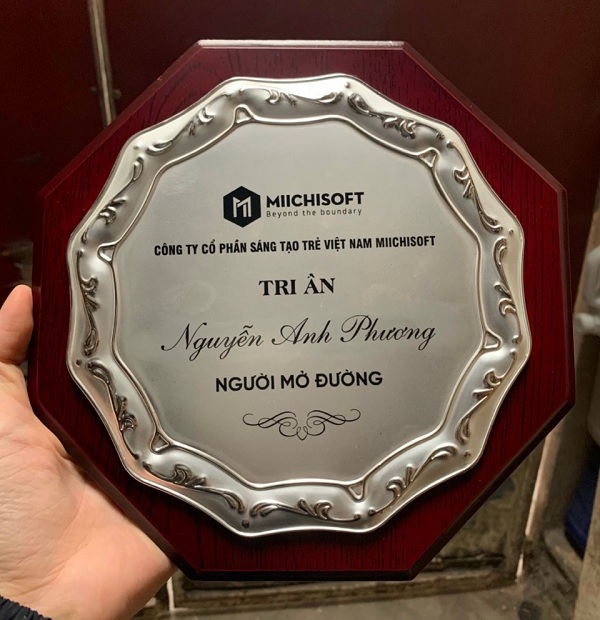 MIICHISOFT
Beyond the boundary
CÔNG TY CỔ PHẦN SÁNG TẠO TRẺ VIỆT NAM MIICHISOFT
TRI ÂN
Nguyễn Anh Phương
NGƯỜI MỞ ĐƯỜNG